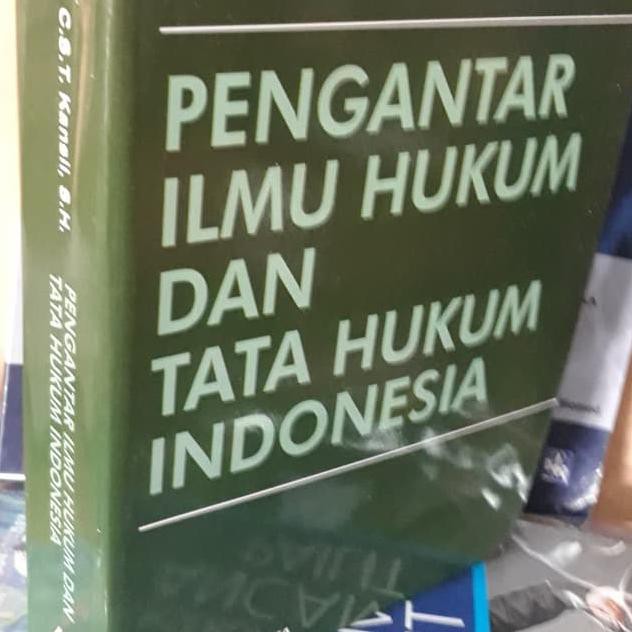 PENGANTAR
ILMU HUKUM
DAN
TATA HUKUM
INDONESIA
C.S.T. Kansil, S.H.
PENGANTAR ILMU HUKUM DAN
TATA HUKUM INDONESIA